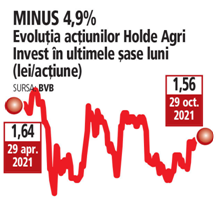 MINUS 4,9%
Evoluția acțiunilor Holde Agri
Invest în ultimele șase luni
(lei/acțiune)
SURSA: BVB
1,56
29 oct.
2021
1,64
29 apr.
2021